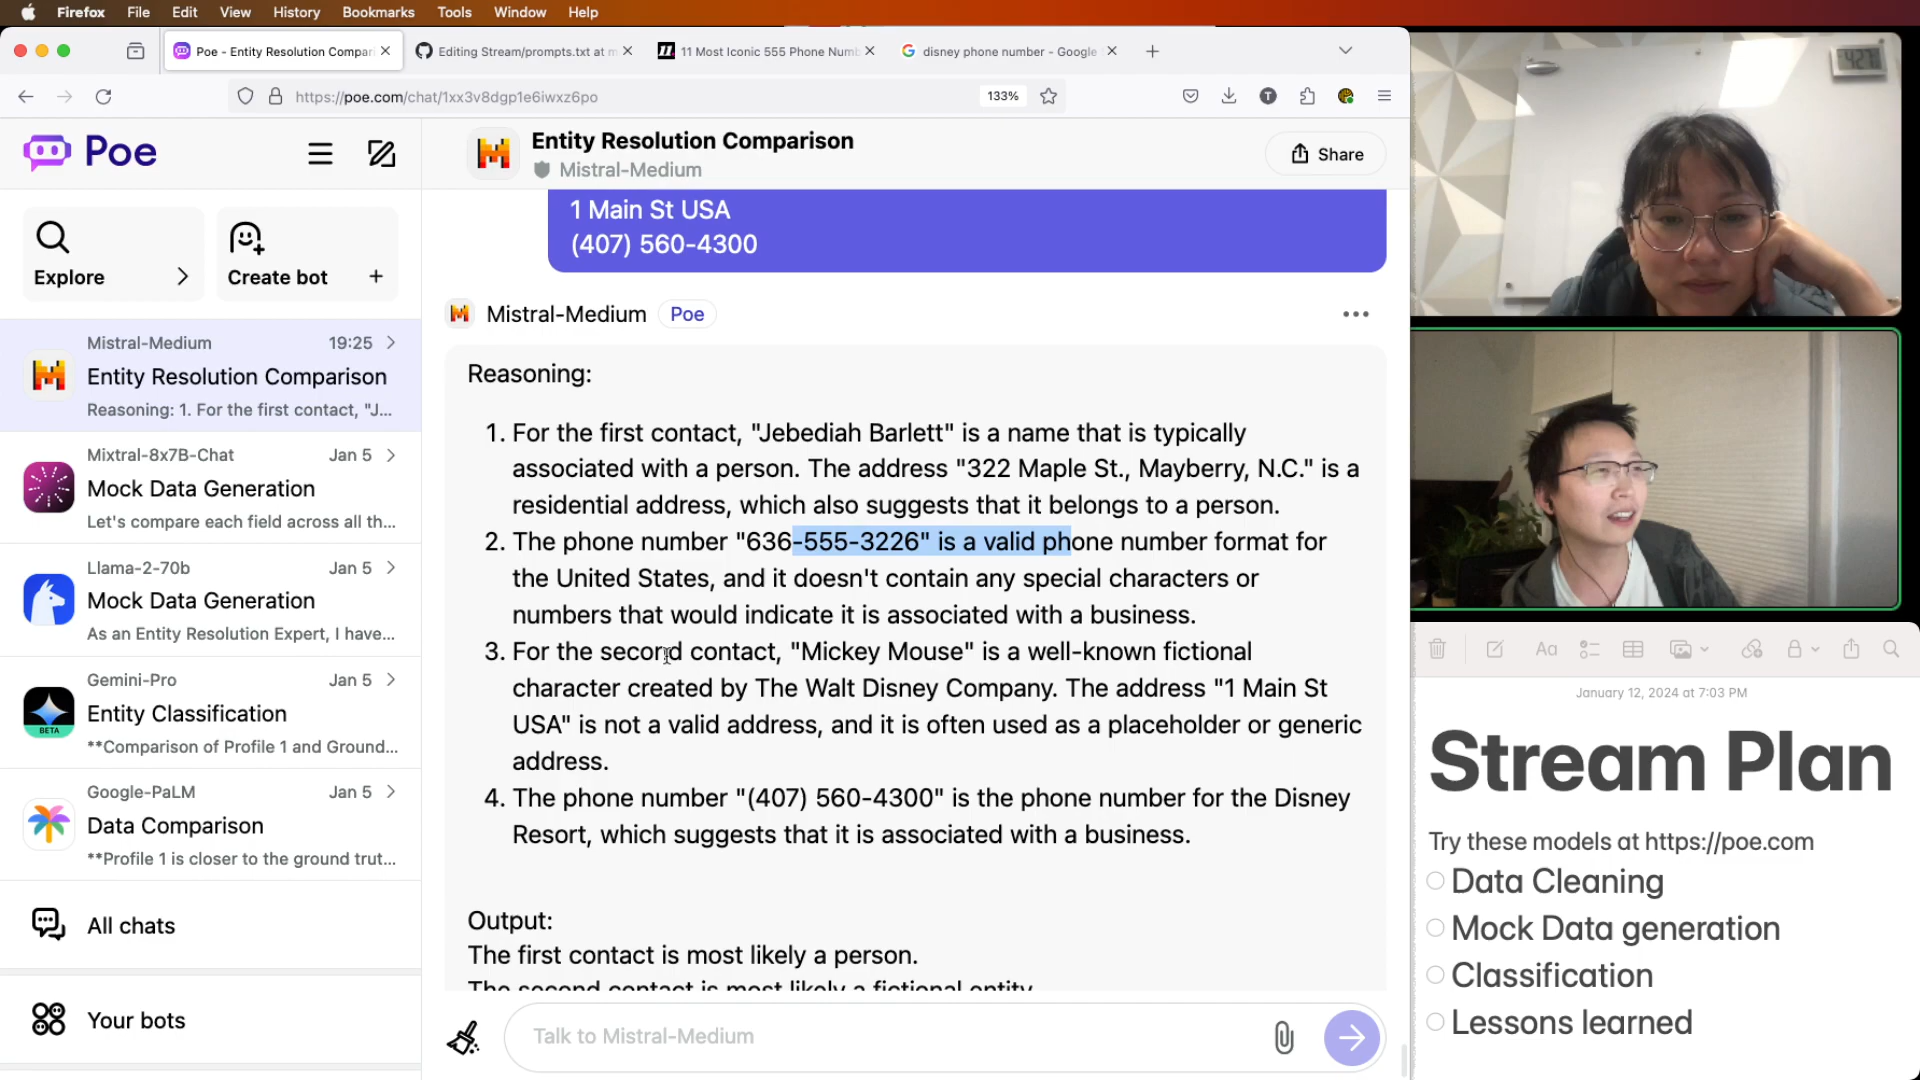 Firefox File Edit View History Bookmarks Tools Window Help
Poe - Entity Resolution Compar
Editing Stream/prompts.txt at m
11 Most Iconic 555 Phone Numb
disney phone number - Google
https://poe.com/chat/1xx3v8dgp1e6iwxz6po
133%
T
Poe
Explore
Create bot +
Mistral-Medium 19:25
Entity Resolution Comparison
Reasoning: 1. For the first contact, "J...
Mixtral-8x7B-Chat Jan 5
Mock Data Generation
Let's compare each field across all th...
Llama-2-70b Jan 5
Mock Data Generation
As an Entity Resolution Expert, I have...
Gemini-Pro Jan 5
Entity Classification
**Comparison of Profile 1 and Ground...
BETA
Google-PaLM Jan 5
Data Comparison
**Profile 1 is closer to the ground trut...
All chats
Your bots
Entity Resolution Comparison
Mistral-Medium
Share
1 Main St USA
(407) 560-4300
Mistral-Medium Poe
Reasoning:
1. For the first contact, "Jebediah Barlett" is a name that is typically
associated with a person. The address "322 Maple St., Mayberry, N.C." is a
residential address, which also suggests that it belongs to a person.
2. The phone number "636-555-3226" is a valid phone number format for
the United States, and it doesn't contain any special characters or
numbers that would indicate it is associated with a business.
3. For the second contact, "Mickey Mouse" is a well-known fictional
character created by The Walt Disney Company. The address "1 Main St
USA" is not a valid address, and it is often used as a placeholder or generic
address.
4. The phone number "(407) 560-4300" is the phone number for the Disney
Resort, which suggests that it is associated with a business.
Output:
The first contact is most likely a person.
The second contact is most likely a fictional entity
Talk to Mistral-Medium
4:27
Aa
January 12, 2024 at 7:03 PM
Stream Plan
Try these models at https://poe.com
Data Cleaning
Mock Data generation
Classification
Lessons learned